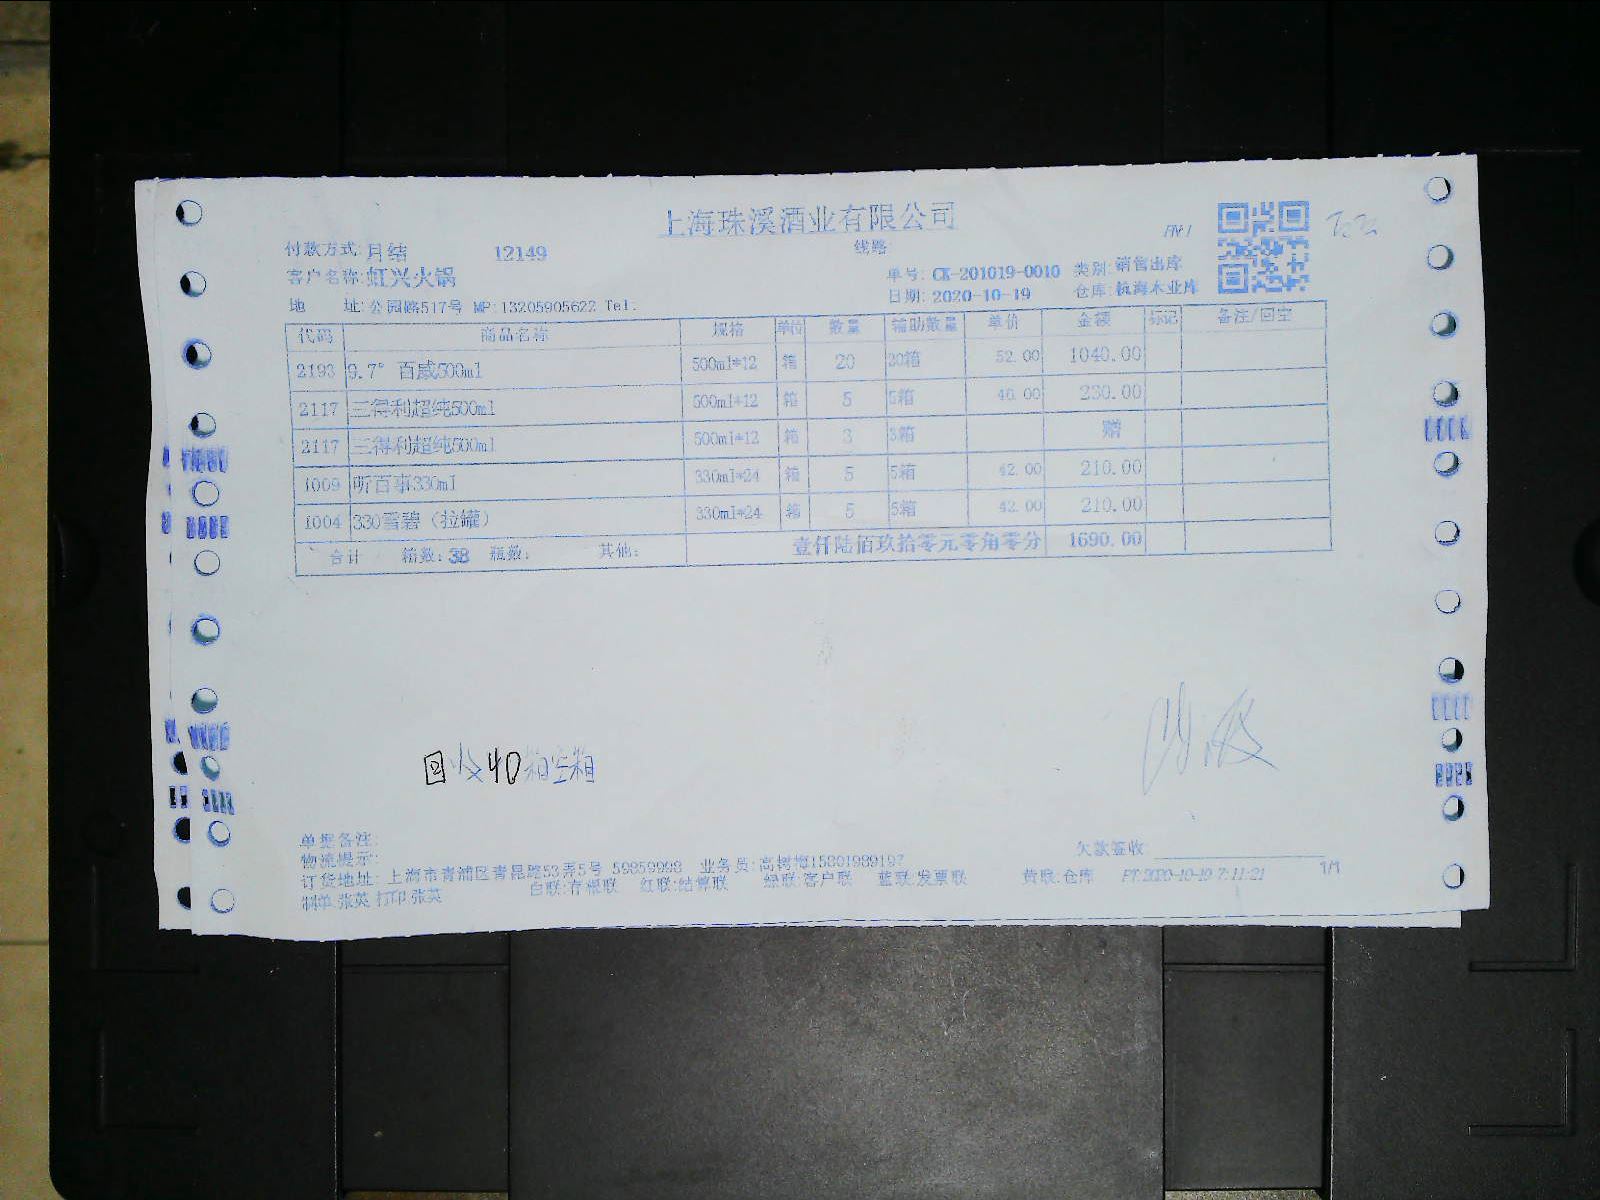 上海珠溪酒业有限公司
付款方式:月结 12149 线路:
客户名称:虹兴火锅 单号: CK-201019-0010 类别:销售出库
地 址:公园路517号 MP:13205905622 Tel: 日期: 2020-10-19 仓库:杭海木业库
代码 商品名称 规格 单位 数量 辅助数量 单价 金额 标记 备注/回空
2193 9.7° 百威500ml 500ml*12 箱 20 20箱 52.00 1040.00
2117 三得利超纯500ml 500ml*12 箱 5 5箱 46.00 230.00
2117 三得利超纯500ml 500ml*12 箱 3 3箱 赠
1009 听百事330ml 330ml*24 箱 5 5箱 42.00 210.00
1004 330雪碧（拉罐） 330ml*24 箱 5 5箱 42.00 210.00
合计 箱数: 38 瓶数: 其他: 壹仟陆佰玖拾零元零角零分 1690.00
回收40箱空箱
单据备注:
物流提示: 欠款签收:
订货地址: 上海市青浦区青昆路53弄5号 59859998 业务员:高树梅15801989197
白联:存根联 红联:结算联 绿联:客户联 蓝联:发票联 黄联:仓库 PT:2020-10-19 7:11:21 1/1
制单:张英 打印:张英